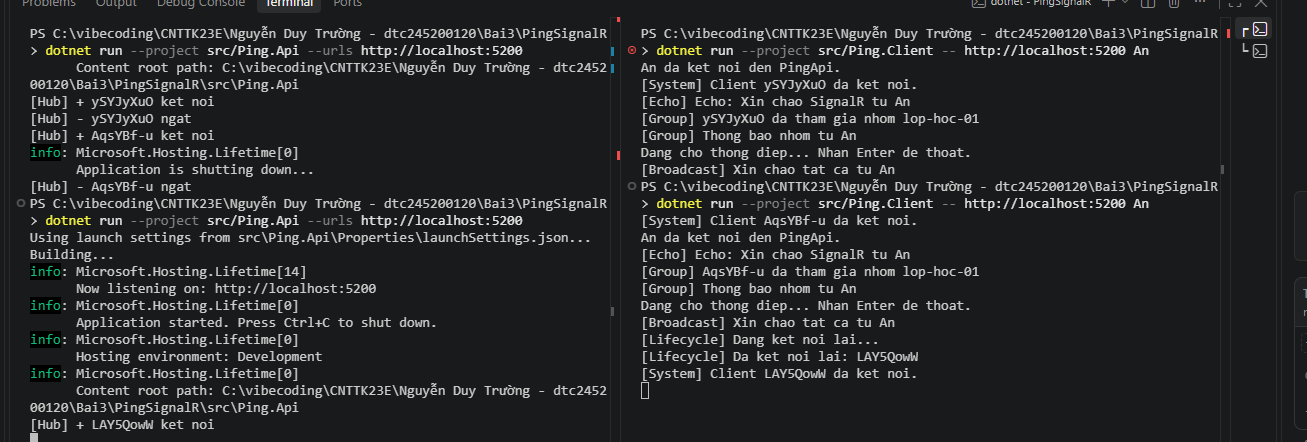 Problems Output Debug Console Terminal Ports dotnet - PingSignalR
PS C:\vibecoding\CNTTK23E\Nguyễn Duy Trường - dtc245200120\Bai3\PingSignalR
> dotnet run --project src/Ping.Api --urls http://localhost:5200
Content root path: C:\vibecoding\CNTTK23E\Nguyễn Duy Trường - dtc2452
00120\Bai3\PingSignalR\src\Ping.Api
[Hub] + ySYJyXuO ket noi
[Hub] - ySYJyXuO ngat
[Hub] + AqsYBf-u ket noi
info: Microsoft.Hosting.Lifetime[0]
Application is shutting down...
[Hub] - AqsYBf-u ngat
PS C:\vibecoding\CNTTK23E\Nguyễn Duy Trường - dtc245200120\Bai3\PingSignalR
> dotnet run --project src/Ping.Api --urls http://localhost:5200
Using launch settings from src\Ping.Api\Properties\launchSettings.json...
Building...
info: Microsoft.Hosting.Lifetime[14]
Now listening on: http://localhost:5200
info: Microsoft.Hosting.Lifetime[0]
Application started. Press Ctrl+C to shut down.
info: Microsoft.Hosting.Lifetime[0]
Hosting environment: Development
info: Microsoft.Hosting.Lifetime[0]
Content root path: C:\vibecoding\CNTTK23E\Nguyễn Duy Trường - dtc2452
00120\Bai3\PingSignalR\src\Ping.Api
[Hub] + LAY5QowW ket noi
PS C:\vibecoding\CNTTK23E\Nguyễn Duy Trường - dtc245200120\Bai3\PingSignalR
> dotnet run --project src/Ping.Client -- http://localhost:5200 An
An da ket noi den PingApi.
[System] Client ySYJyXuO da ket noi.
[Echo] Echo: Xin chao SignalR tu An
[Group] ySYJyXuO da tham gia nhom lop-hoc-01
[Group] Thong bao nhom tu An
Dang cho thong diep... Nhan Enter de thoat.
[Broadcast] Xin chao tat ca tu An
PS C:\vibecoding\CNTTK23E\Nguyễn Duy Trường - dtc245200120\Bai3\PingSignalR
> dotnet run --project src/Ping.Client -- http://localhost:5200 An
[System] Client AqsYBf-u da ket noi.
An da ket noi den PingApi.
[Echo] Echo: Xin chao SignalR tu An
[Group] AqsYBf-u da tham gia nhom lop-hoc-01
[Group] Thong bao nhom tu An
Dang cho thong diep... Nhan Enter de thoat.
[Broadcast] Xin chao tat ca tu An
[Lifecycle] Dang ket noi lai...
[Lifecycle] Da ket noi lai: LAY5QowW
[System] Client LAY5QowW da ket noi.